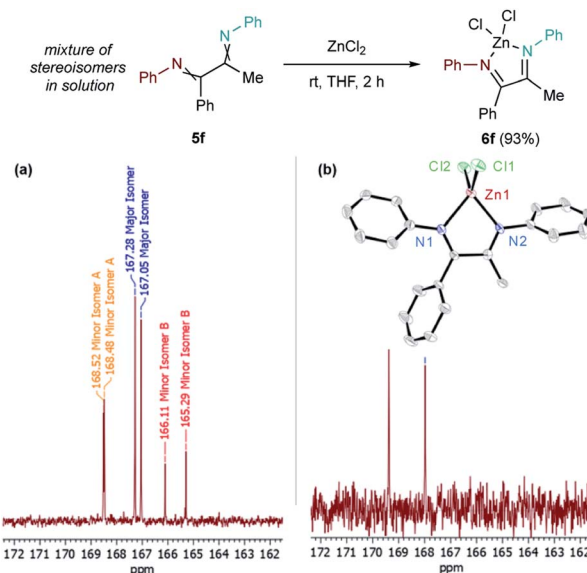 mixture of
stereoisomers
in solution
Ph
N
N
Ph
Me
Ph
5f
ZnCl2
rt, THF, 2 h
Cl
Cl
Zn
Ph
N
N
Ph
Me
Ph
6f (93%)
(a)
168.52 Minor Isomer A
168.48 Minor Isomer A
167.28 Major Isomer
167.05 Major Isomer
166.11 Minor Isomer B
165.29 Minor Isomer B
172 171 170 169 168 167 166 165 164 163 162
ppm
(b)
Cl2
Cl1
Zn1
N1
N2
172 171 170 169 168 167 166 165 164 163 162
ppm